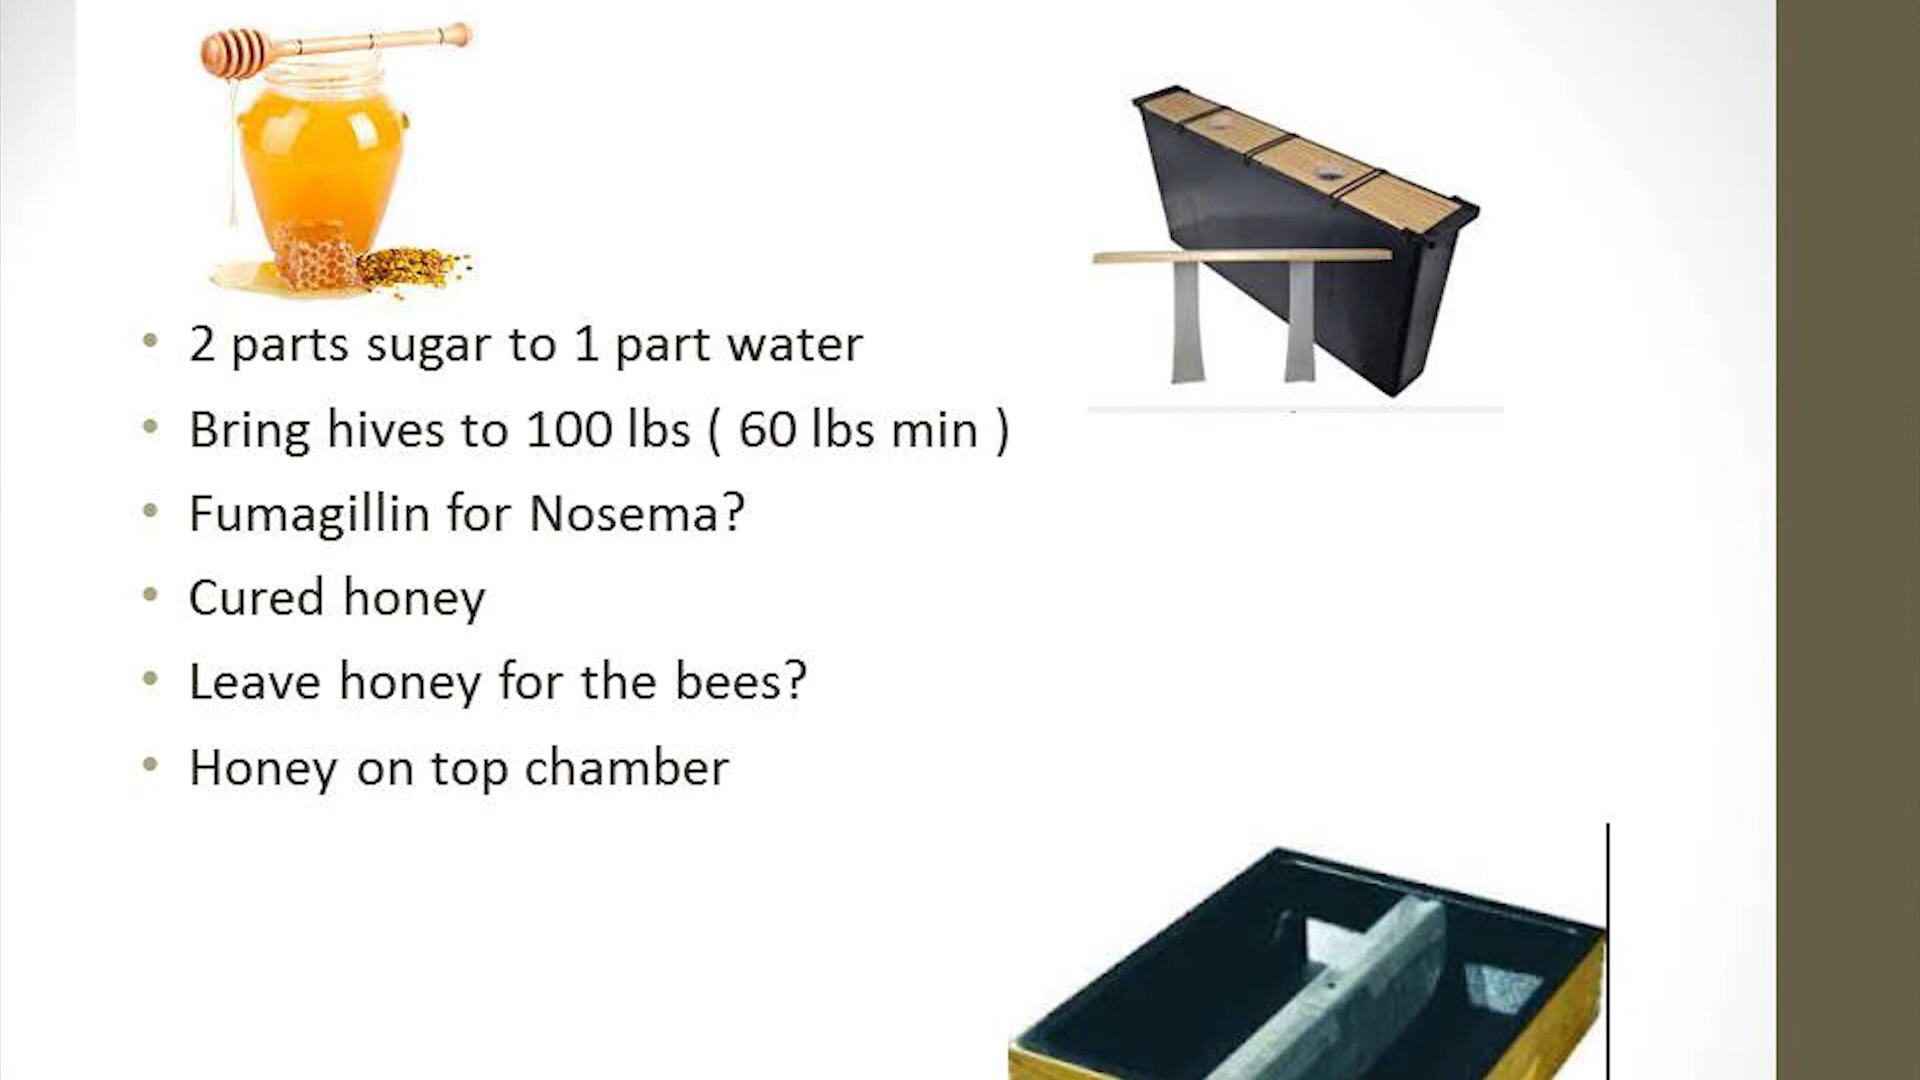 2 parts sugar to 1 part water
Bring hives to 100 lbs ( 60 lbs min )
Fumagillin for Nosema?
Cured honey
Leave honey for the bees?
Honey on top chamber